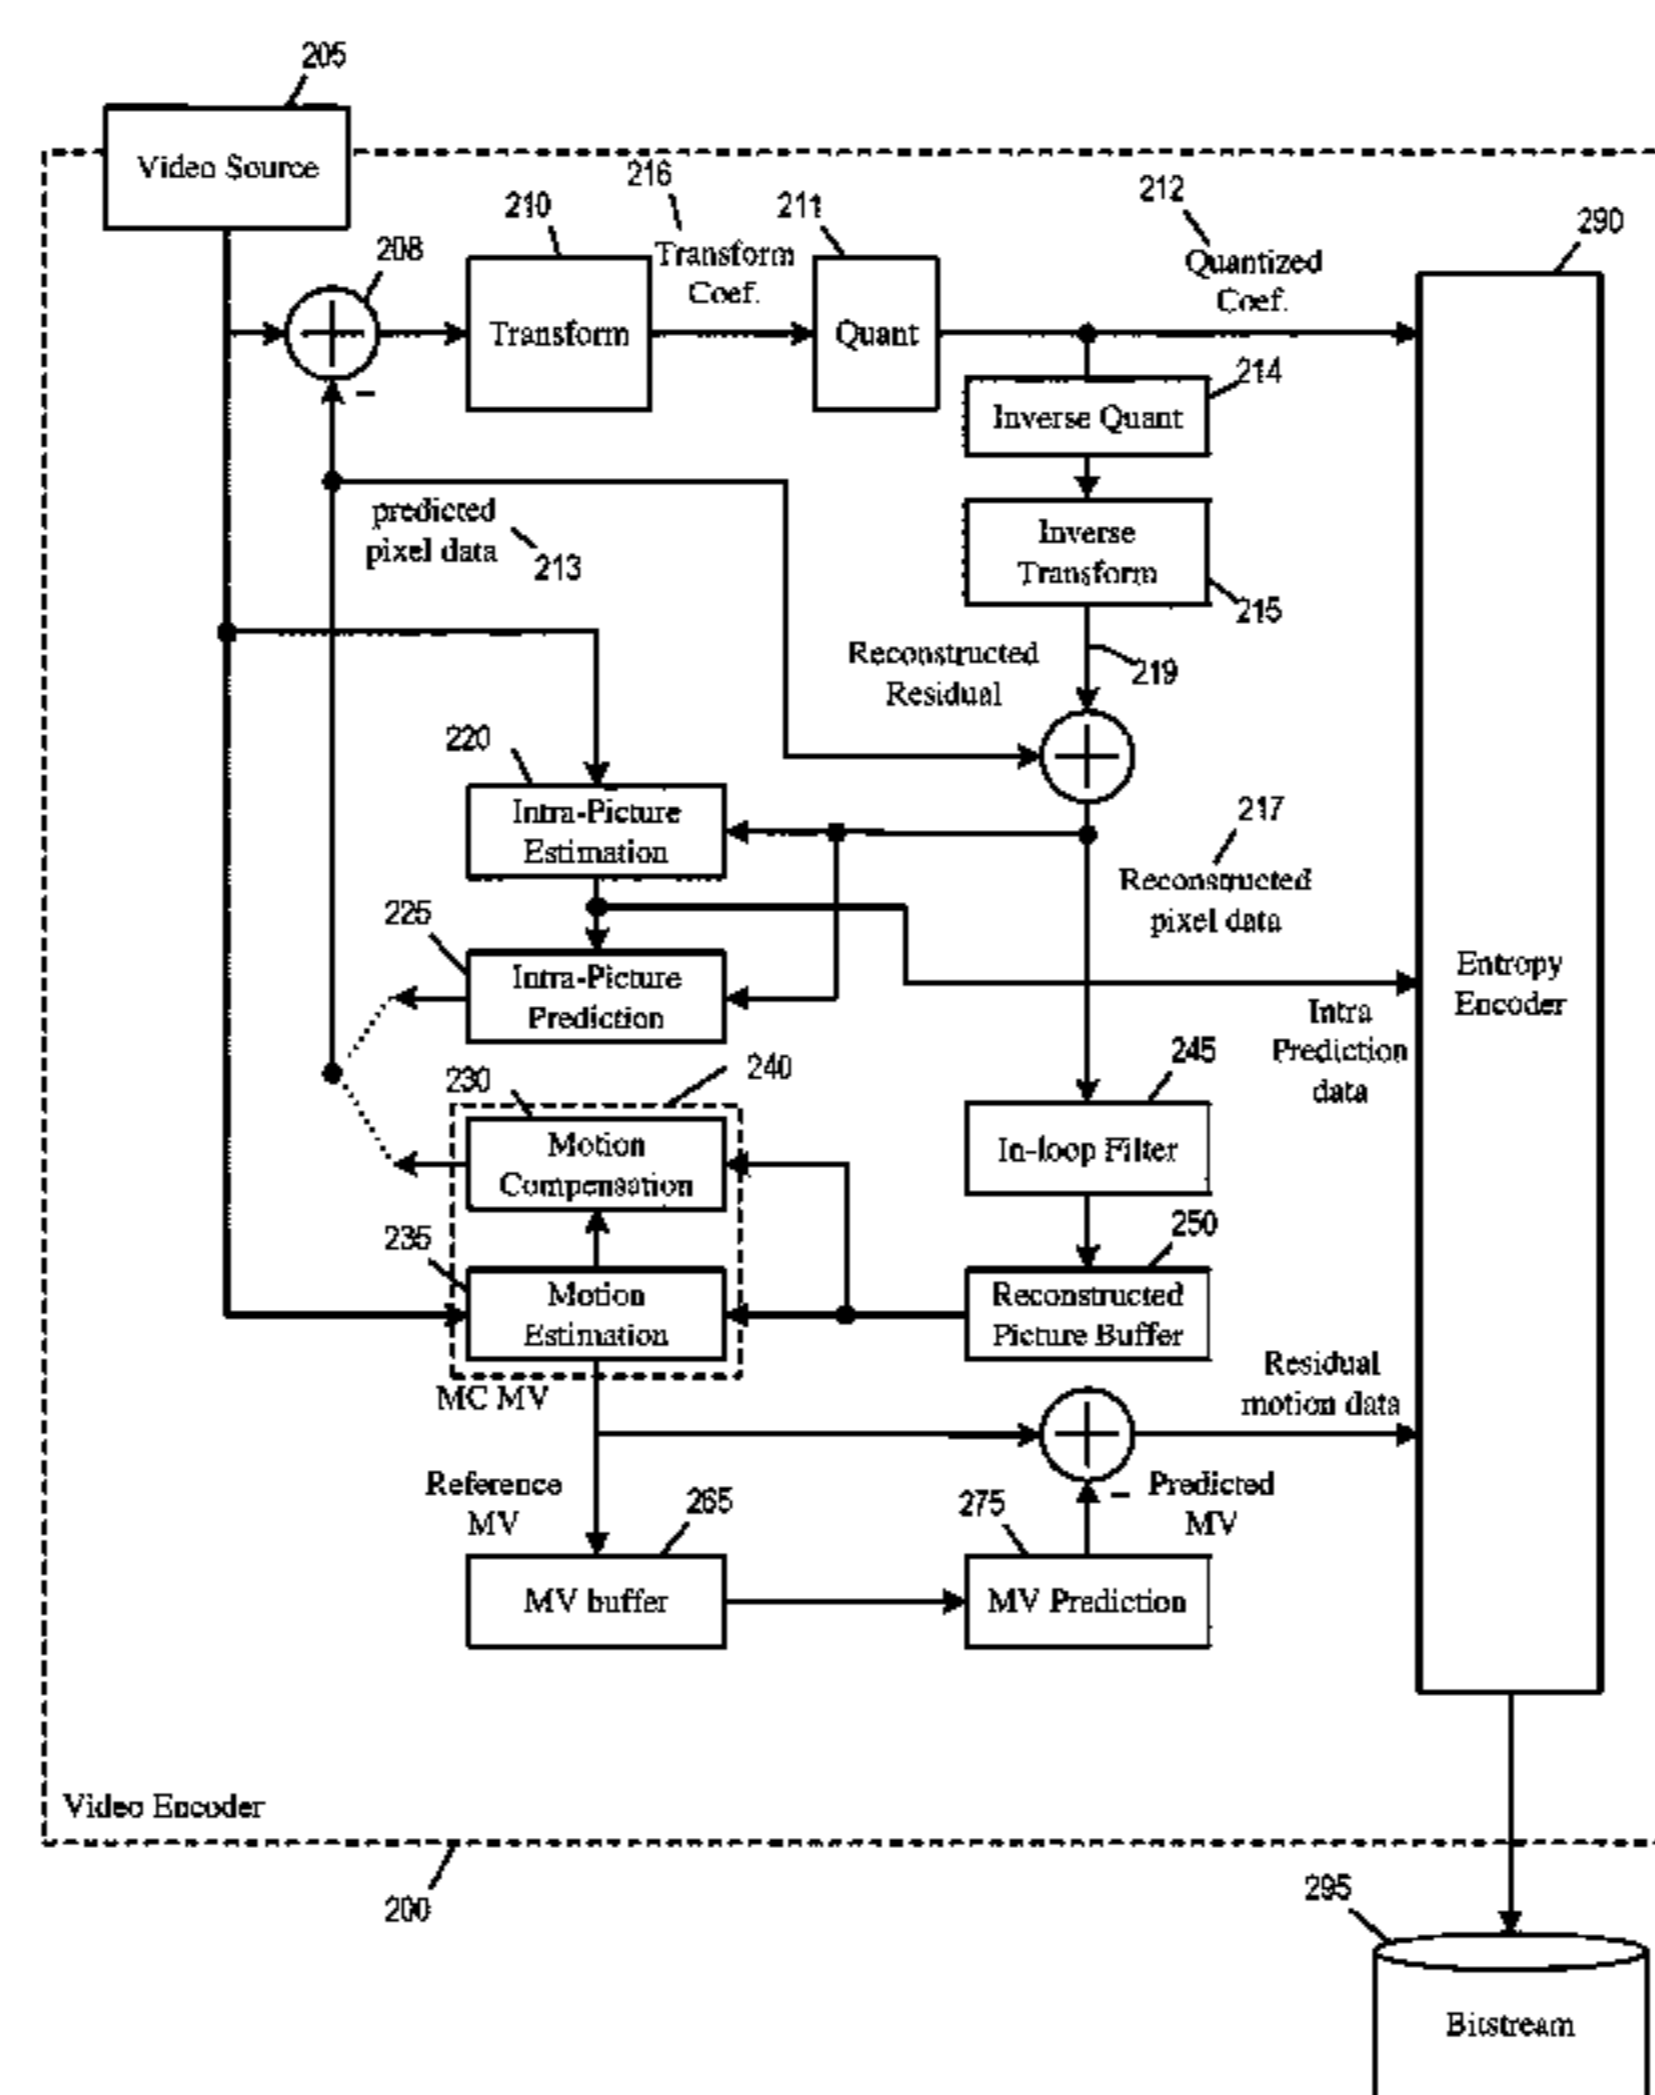 205
Video Source
216
212
210
211
290
208
Transform
Coef.
Quantized
Coef.
Transform
Quant
-
214
Inverse Quant
predicted
pixel data
213
Inverse
Transform
215
Reconstructed
Residual
219
220
217
Intra-Picture
Estimation
Reconstructed
pixel data
225
Intra-Picture
Prediction
Entropy
Encoder
Intra
Prediction
data
230
240
245
Motion
Compensation
In-loop Filter
235
250
Motion
Estimation
Reconstructed
Picture Buffer
MC MV
Residual
motion data
Reference
MV
265
275
-
Predicted
MV
MV buffer
MV Prediction
Video Encoder
200
295
Bitstream